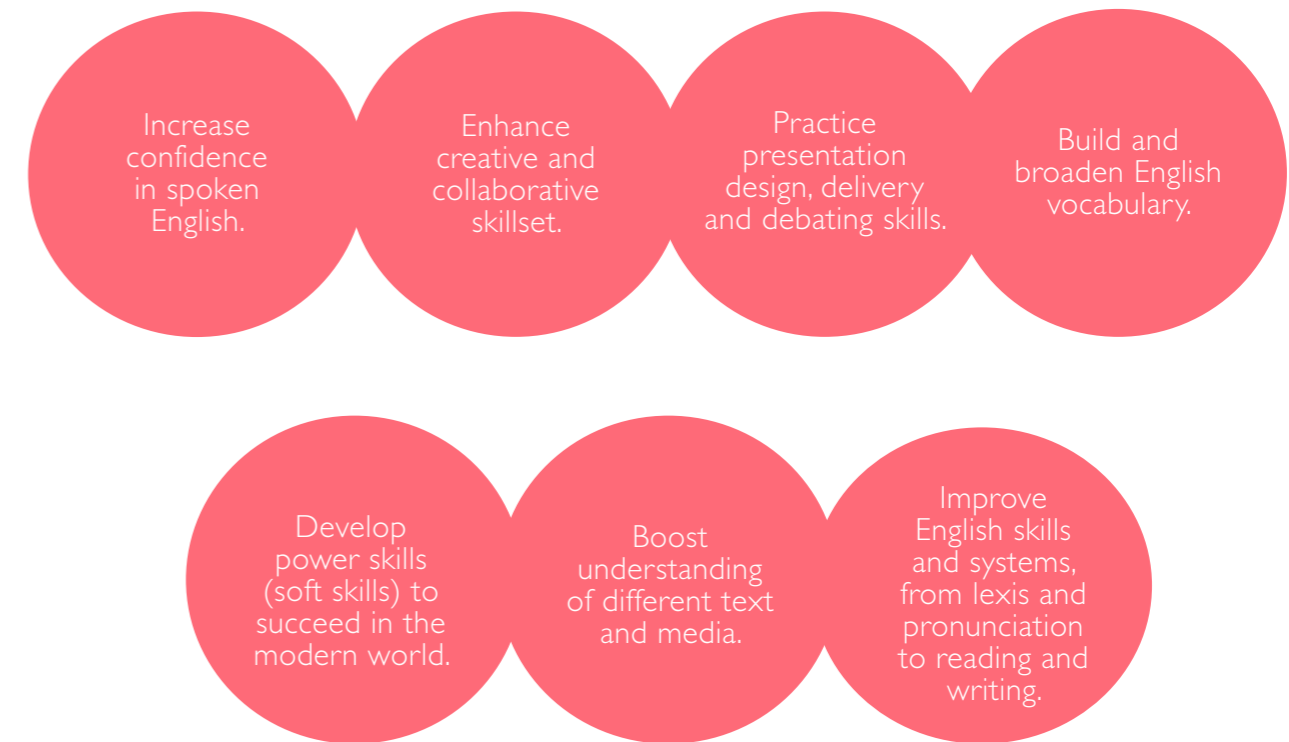 Increase
confidence
in spoken
English.
Enhance
creative and
collaborative
skillset.
Practice
presentation
design, delivery
and debating skills.
Build and
broaden English
vocabulary.
Develop
power skills
(soft skills) to
succeed in the
modern world.
Boost
understanding
of different text
and media.
Improve
English skills
and systems,
from lexis and
pronunciation
to reading and
writing.